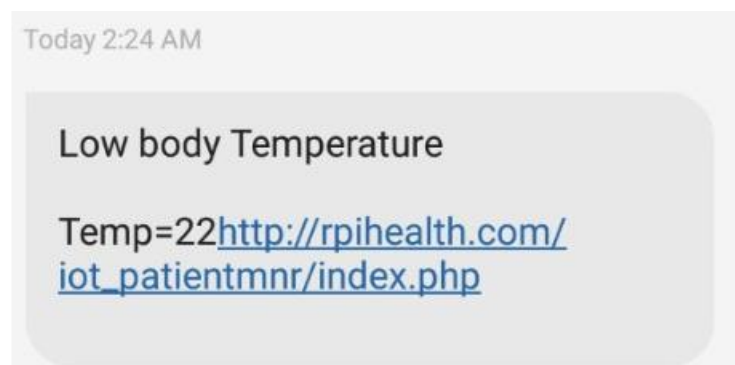 Today 2:24 AM
Low body Temperature
Temp=22http://rpihealth.com/
iot_patientmnr/index.php